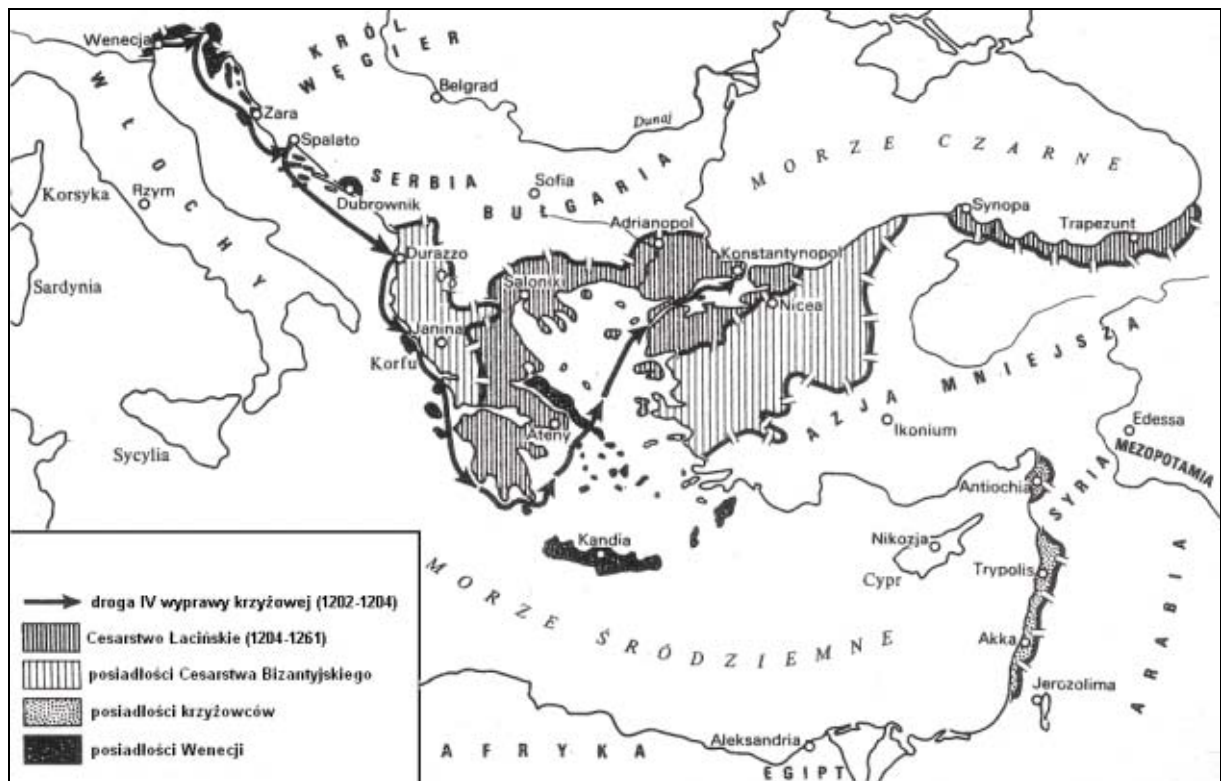 Wenecja
KRÓL
WĘGIER
Belgrad
Zara
Dunaj
Spalato
WŁOCHY
Korsyka
Rzym
SERBIA
Sofia
MORZE CZARNE
Dubrownik
BUŁGARIA
Synopa
Trapezunt
Adrianopol
Konstantynopol
Durazzo
Sardynia
Saloniki
Nicea
Janina
Korfu
AZJA MNIEJSZA
Ateny
Ikonium
Edessa
MEZOPOTAMIA
Sycylia
Antiochia
SYRIA
Kandia
Nikozja
Cypr
Trypolis
MORZE ŚRÓDZIEMNE
ARABIA
Akka
Jerozolima
Aleksandria
AFRYKA
EGIPT
droga IV wyprawy krzyżowej (1202-1204)
Cesarstwo Łacińskie (1204-1261)
posiadłości Cesarstwa Bizantyjskiego
posiadłości krzyżowców
posiadłości Wenecji